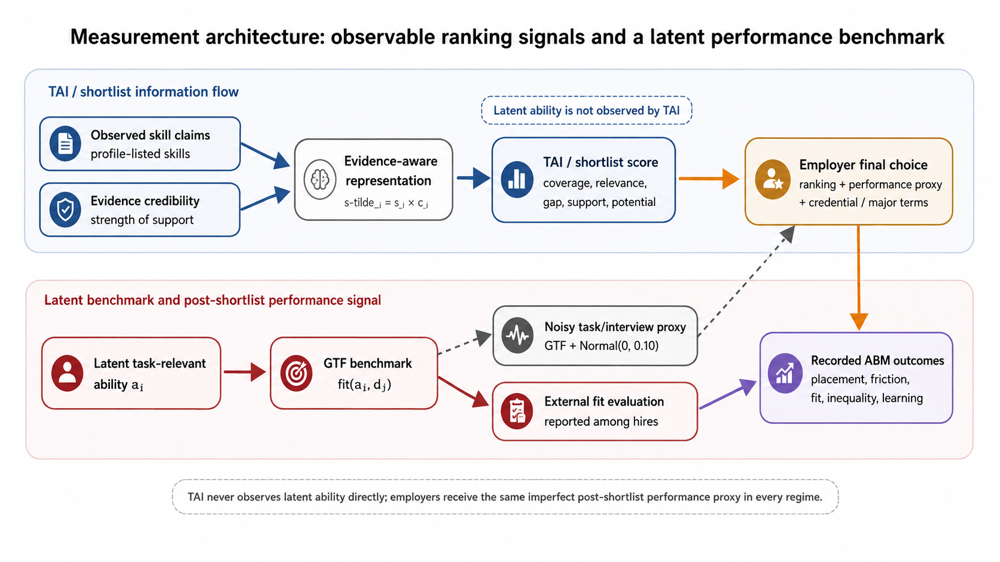 Measurement architecture: observable ranking signals and a latent performance benchmark
TAI / shortlist information flow
Latent ability is not observed by TAI
Observed skill claims
profile-listed skills
Evidence credibility
strength of support
Evidence-aware
representation
s-tilde_i = s_i × c_i
TAI / shortlist score
coverage, relevance,
gap, support, potential
Employer final choice
ranking + performance proxy
+ credential / major terms
Latent benchmark and post-shortlist performance signal
Latent task-relevant
ability a_i
GTF benchmark
fit(a_i, d_j)
Noisy task/interview proxy
GTF + Normal(0, 0.10)
External fit evaluation
reported among hires
Recorded ABM outcomes
placement, friction,
fit, inequality, learning
TAI never observes latent ability directly; employers receive the same imperfect post-shortlist performance proxy in every regime.